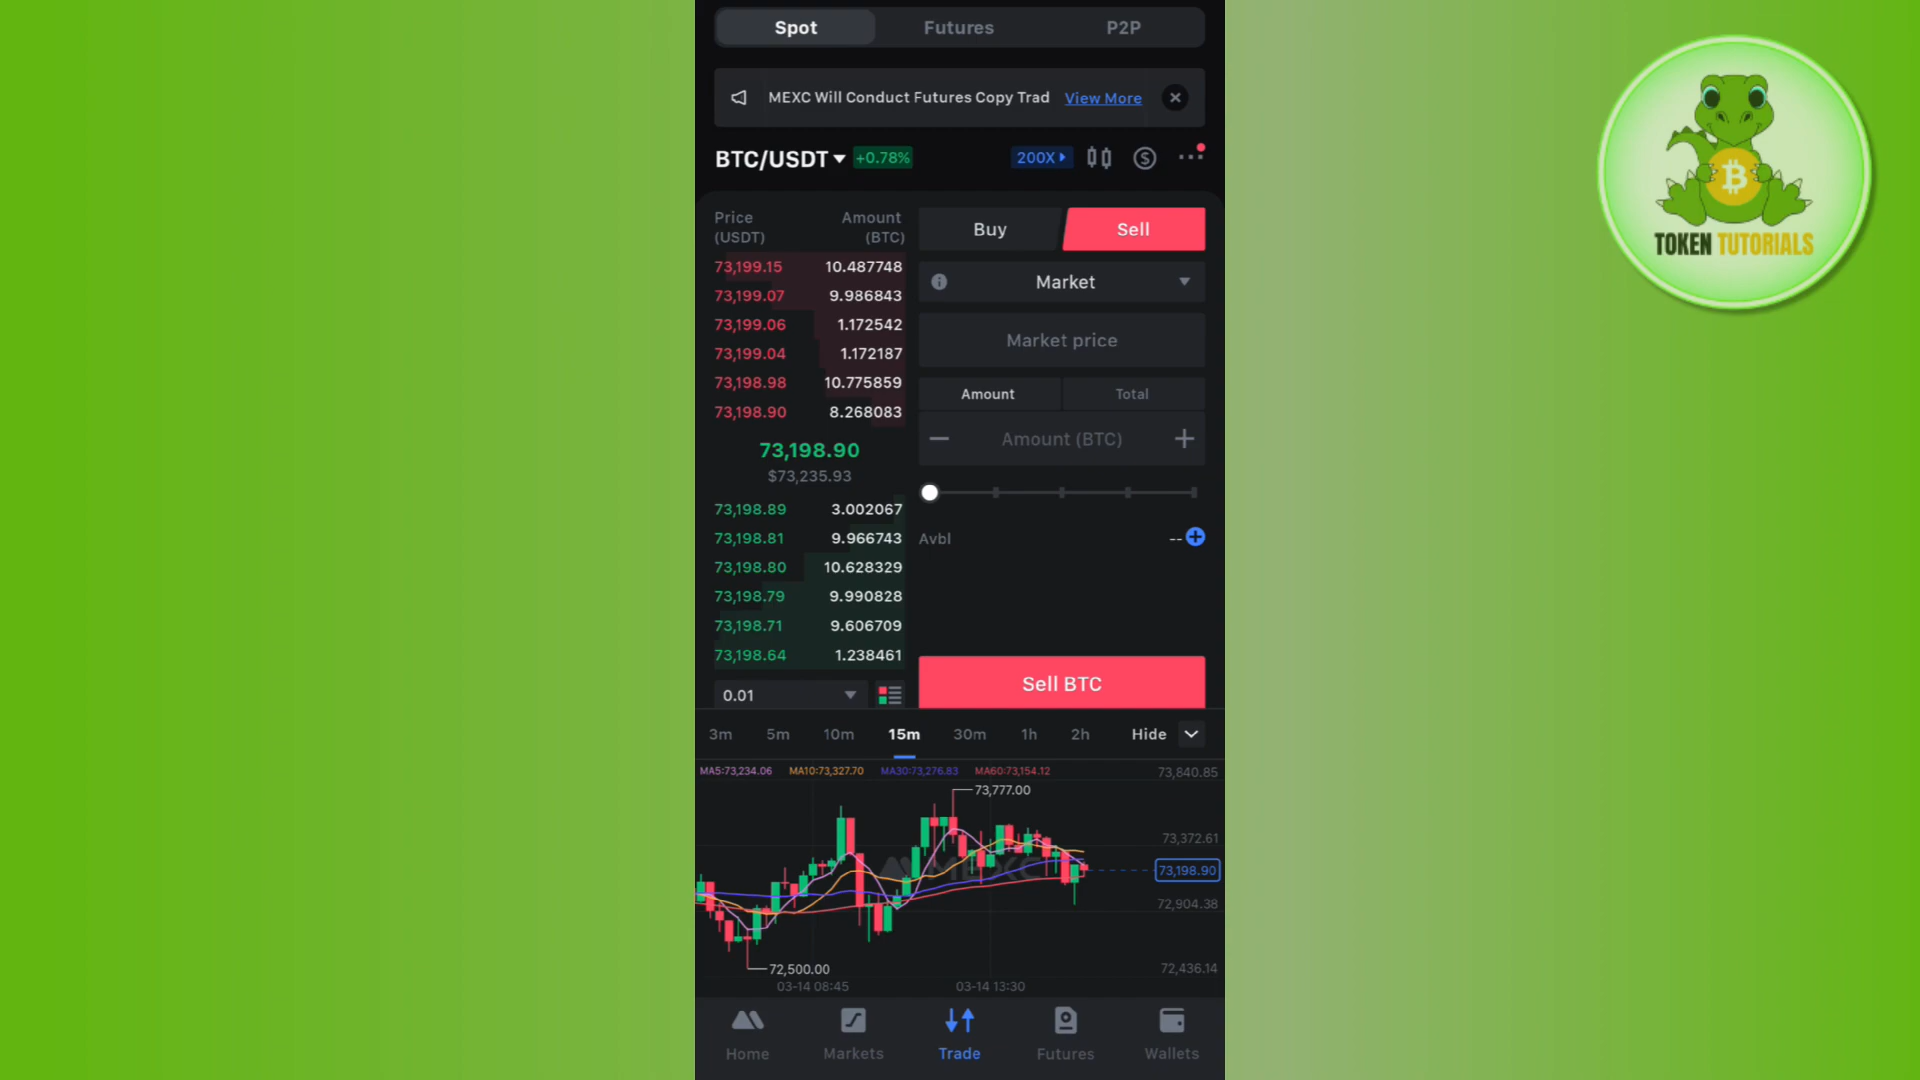 Spot Futures P2P
MEXC Will Conduct Futures Copy Trad View More
BTC/USDT +0.78% 200X
Price (USDT) Amount (BTC)
73,199.15 10.487748
73,199.07 9.986843
73,199.06 1.172542
73,199.04 1.172187
73,198.98 10.775859
73,198.90 8.268083
73,198.90
$73,235.93
73,198.89 3.002067
73,198.81 9.966743
73,198.80 10.628329
73,198.79 9.990828
73,198.71 9.606709
73,198.64 1.238461
0.01
Buy Sell
Market
Market price
Amount Total
Amount (BTC)
Avbl --
Sell BTC
3m 5m 10m 15m 30m 1h 2h Hide
MA5:73,234.06 MA10:73,327.70 MA30:73,276.83 MA60:73,154.12
73,840.85
73,777.00
73,372.61
73,198.90
72,904.38
72,500.00
72,436.14
03-14 08:45 03-14 13:30
MEXC
Home Markets Trade Futures Wallets
TOKEN TUTORIALS